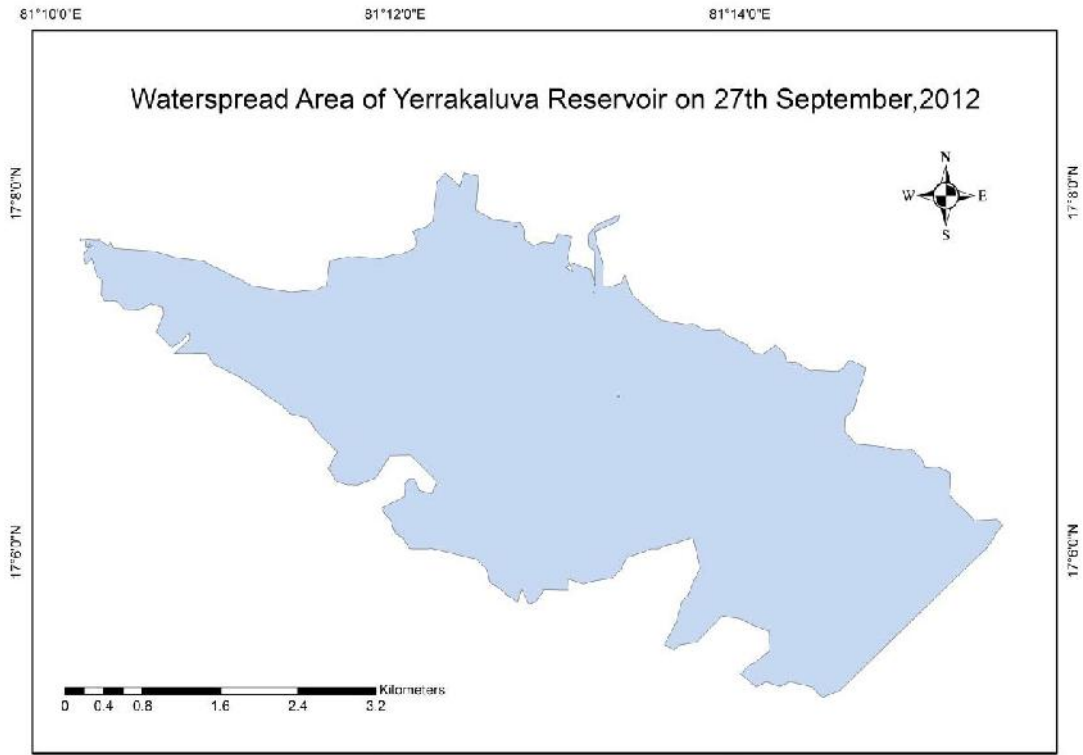 81°10'0"E 81°12'0"E 81°14'0"E
Waterspread Area of Yerrakaluva Reservoir on 27th September,2012
N
W E
S
17°8'0"N 17°8'0"N
17°6'0"N 17°6'0"N
Kilometers
0 0.4 0.8 1.6 2.4 3.2